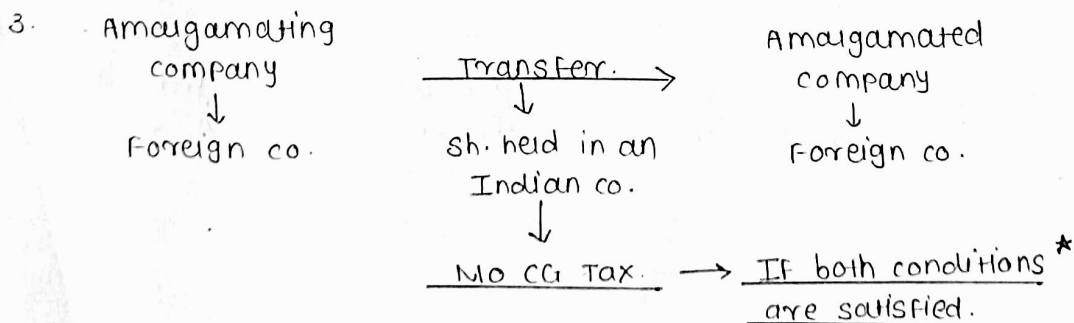 3.
Amalgamating
company
↓
Foreign co.
Transfer. →
↓
sh. held in an
Indian co.
↓
No CG Tax. → If both conditions *
are satisfied.
Amalgamated
company
↓
Foreign co.